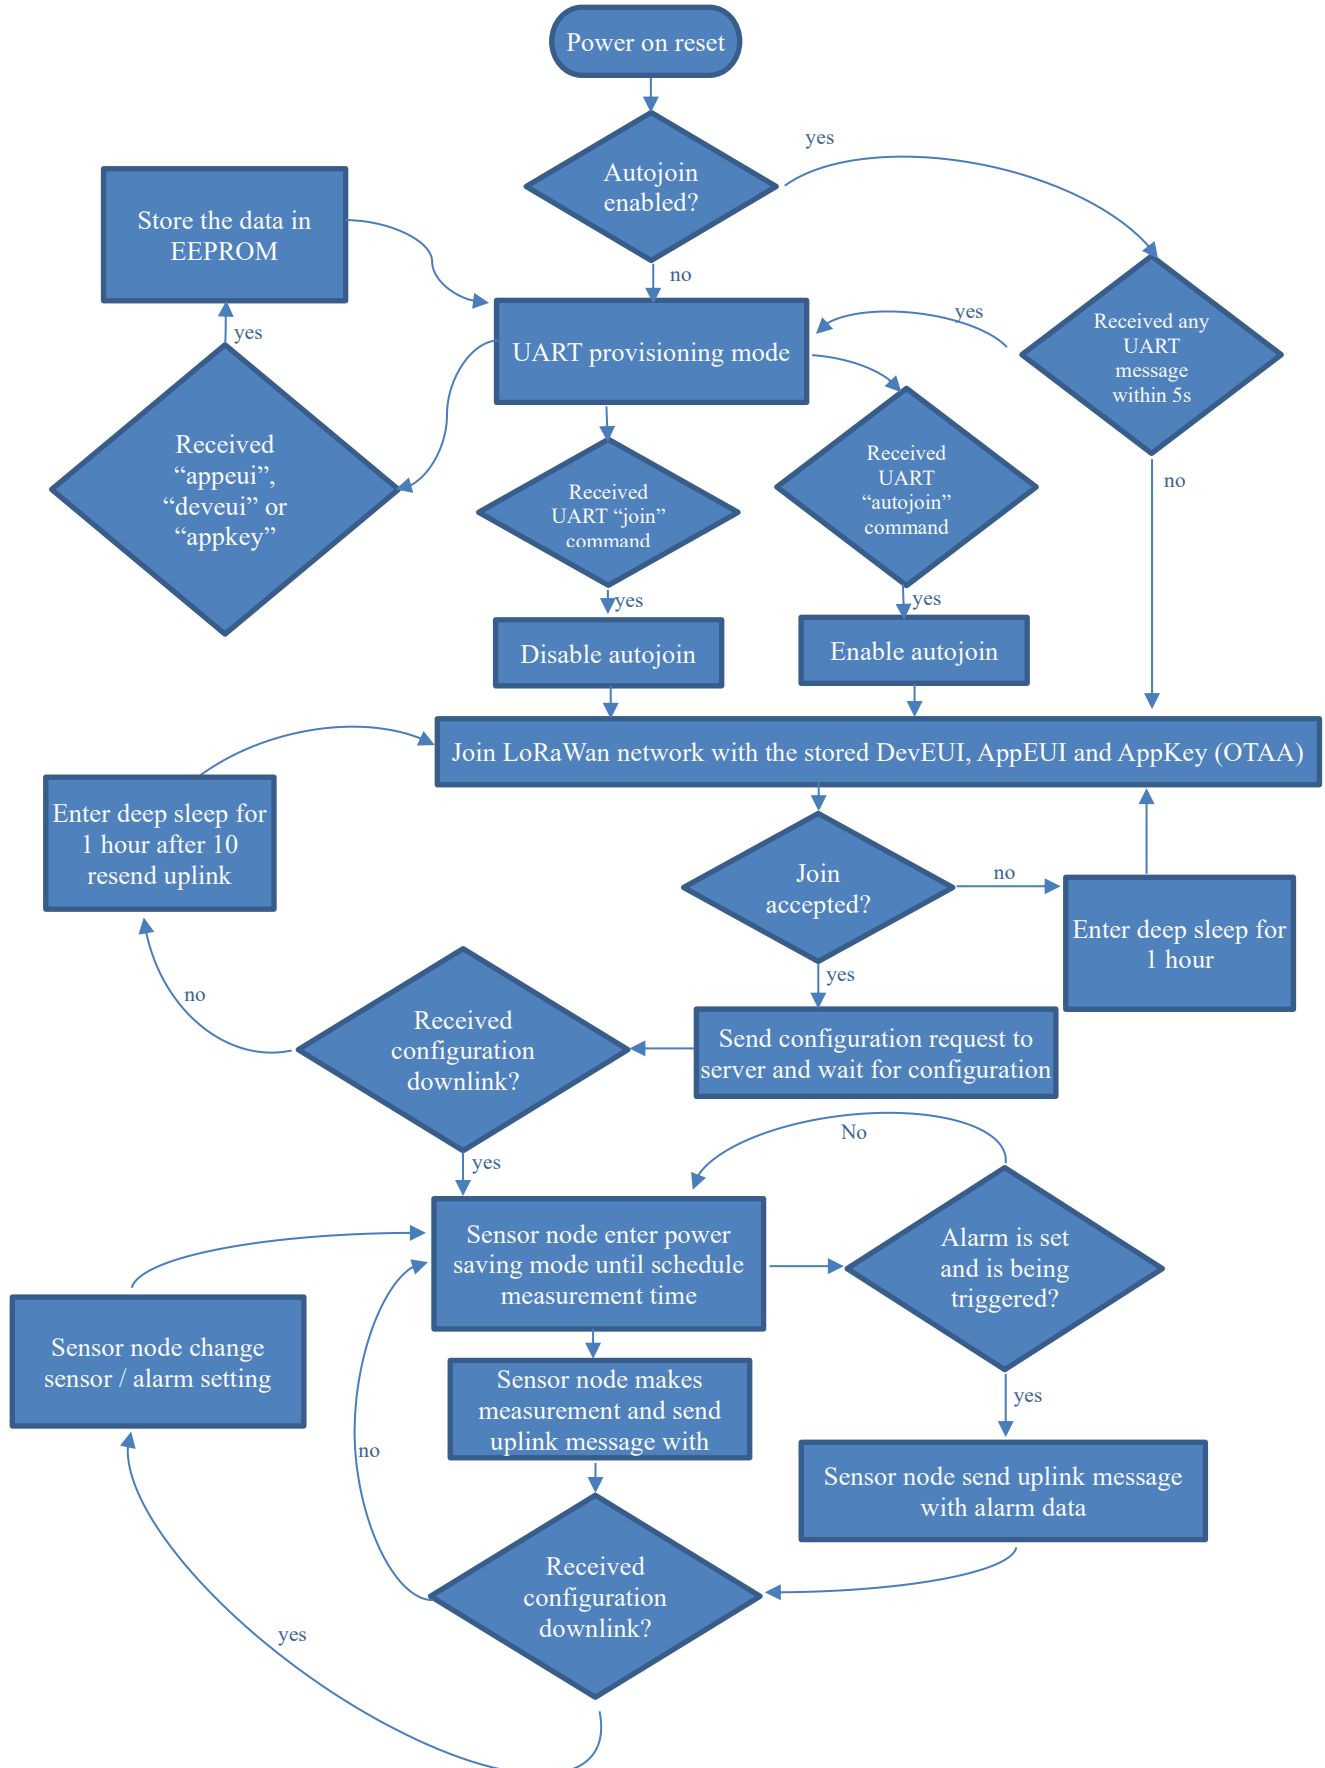 Power on reset
yes
Autojoin
enabled?
Store the data in
EEPROM
no
yes
yes
Received any
UART
message
within 5s
UART provisioning mode
Received
“appeui”,
“deveui” or
“appkey”
Received
UART “join”
command
Received
UART
“autojoin”
command
no
yes
yes
Disable autojoin
Enable autojoin
Join LoRaWan network with the stored DevEUI, AppEUI and AppKey (OTAA)
Enter deep sleep for
1 hour after 10
resend uplink
Join
accepted?
no
Enter deep sleep for
1 hour
yes
no
Received
configuration
downlink?
Send configuration request to
server and wait for configuration
No
yes
Sensor node enter power
saving mode until schedule
measurement time
Alarm is set
and is being
triggered?
Sensor node change
sensor / alarm setting
Sensor node makes
measurement and send
uplink message with
yes
no
Sensor node send uplink message
with alarm data
Received
configuration
downlink?
yes